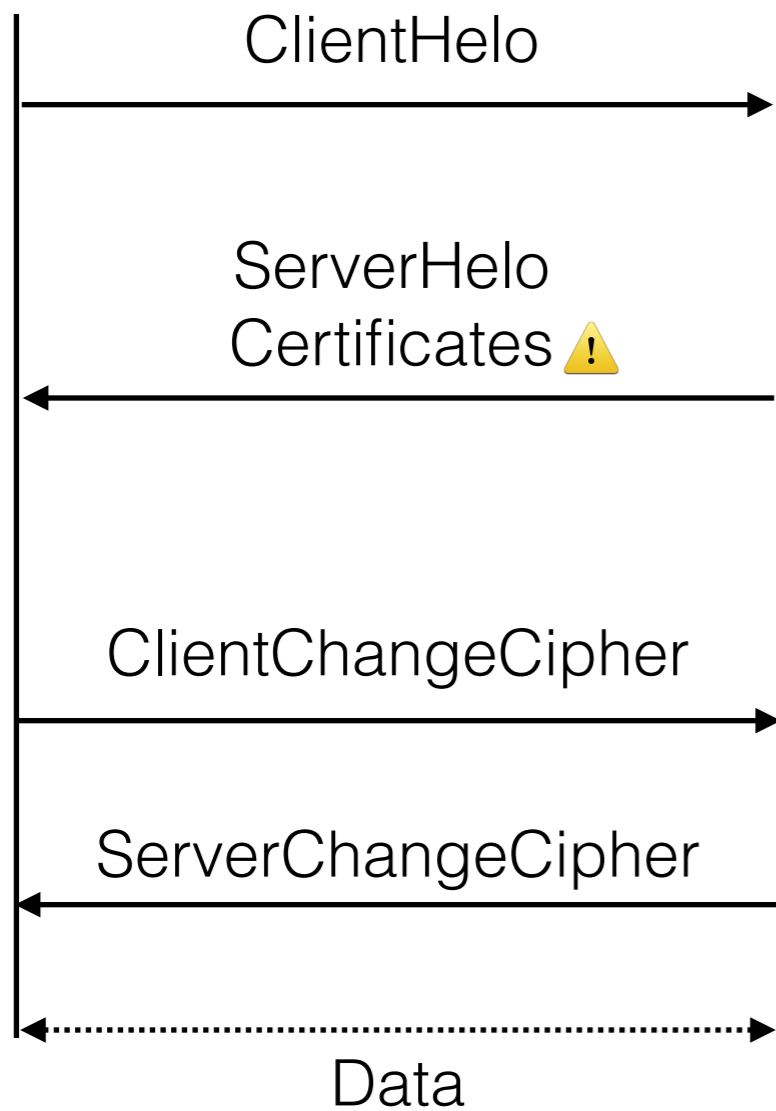 ClientHelo
ServerHelo
Certificates ⚠️
ClientChangeCipher
ServerChangeCipher
Data